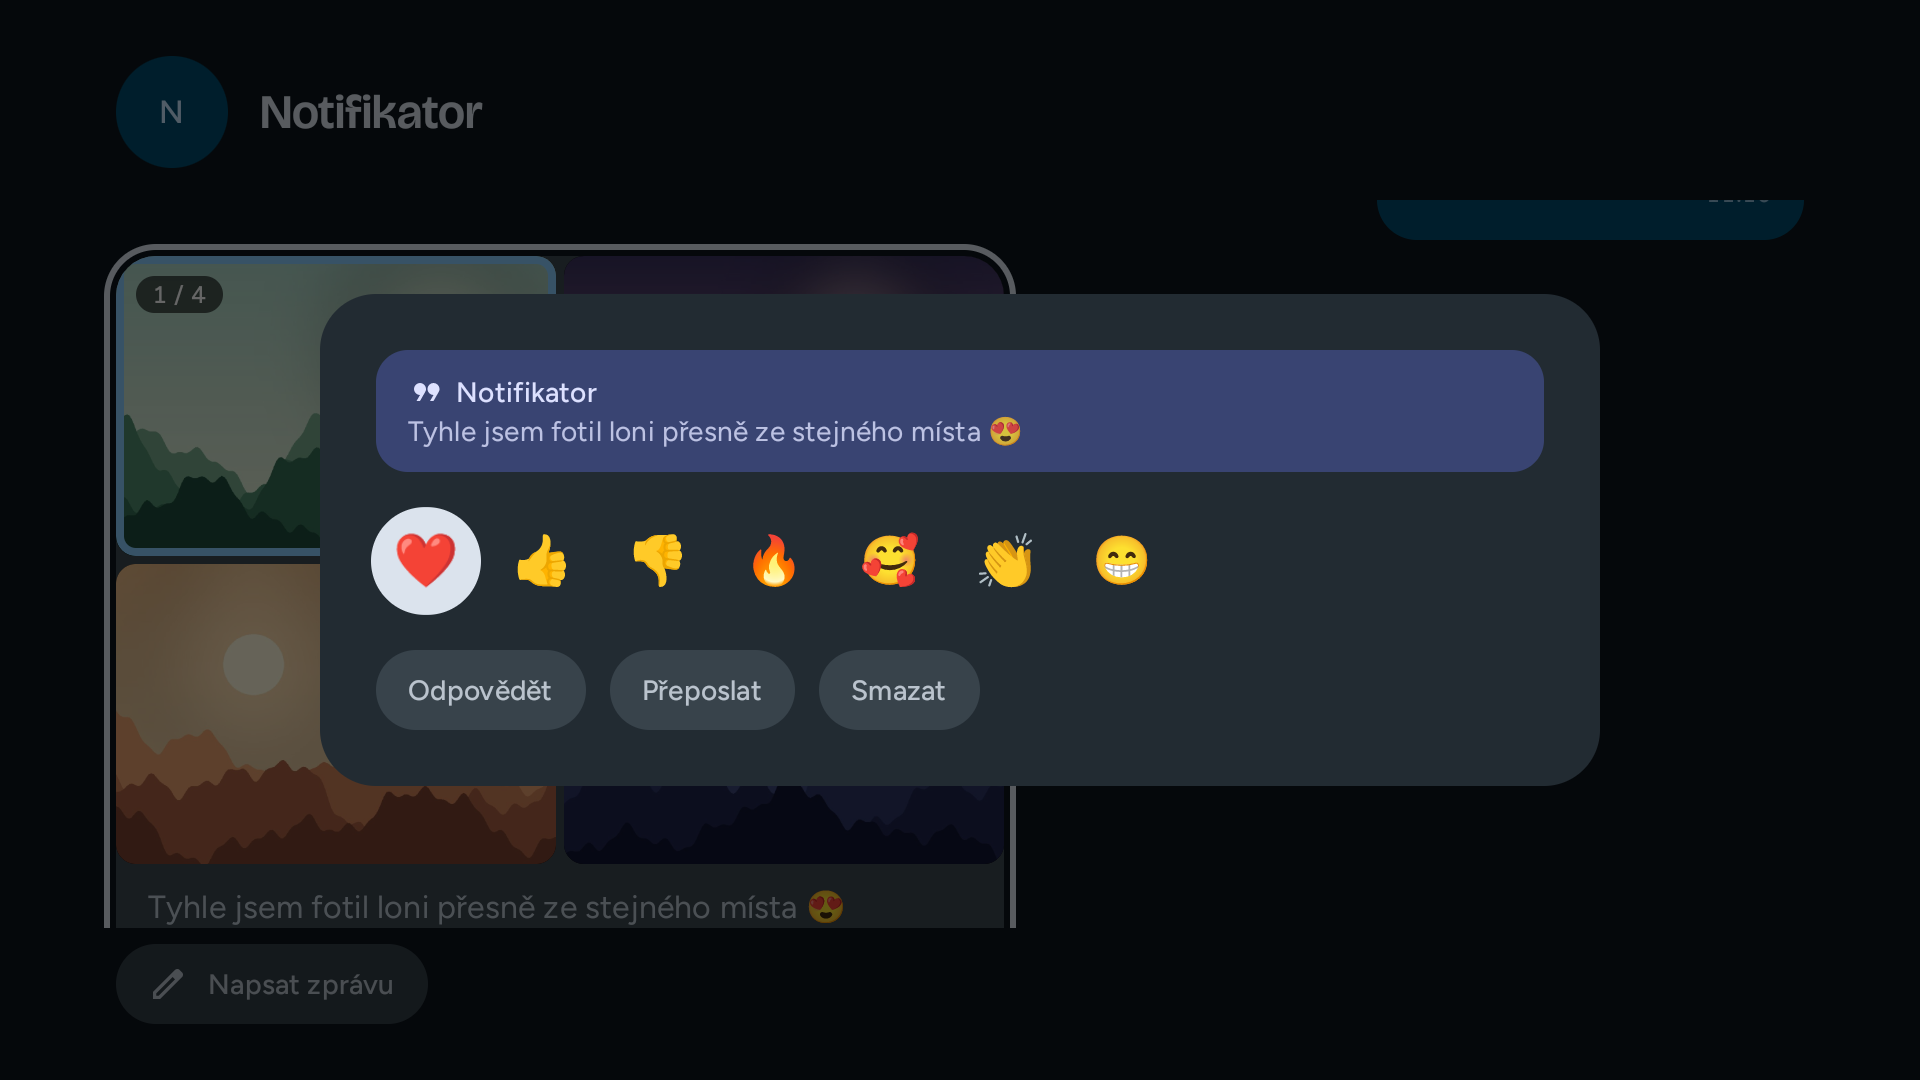 N
Notifikator
1 / 4
Notifikator
Tyhle jsem fotil loni přesně ze stejného místa 😍
Odpovědět
Přeposlat
Smazat
Tyhle jsem fotil loni přesně ze stejného místa 😍
Napsat zprávu